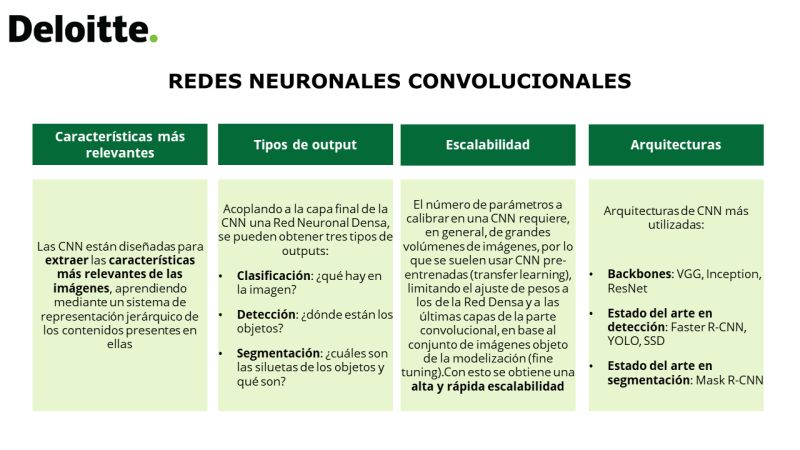 Deloitte.
REDES NEURONALES CONVOLUCIONALES
Características más
relevantes
Las CNN están diseñadas para
extraer las características
más relevantes de las
imágenes, aprendiendo
mediante un sistema de
representación jerárquico de
los contenidos presentes en
ellas
Tipos de output
Acoplando a la capa final de la
CNN una Red Neuronal Densa,
se pueden obtener tres tipos de
outputs:
• Clasificación: ¿qué hay en
la imagen?
• Detección: ¿dónde están los
objetos?
• Segmentación: ¿cuáles son
las siluetas de los objetos y
qué son?
Escalabilidad
El número de parámetros a
calibrar en una CNN requiere,
en general, de grandes
volúmenes de imágenes, por lo
que se suelen usar CNN pre-
entrenadas (transfer learning),
limitando el ajuste de pesos a
los de la Red Densa y a las
últimas capas de la parte
convolucional, en base al
conjunto de imágenes objeto
de la modelización (fine
tuning).Con esto se obtiene una
alta y rápida escalabilidad
Arquitecturas
Arquitecturas de CNN más
utilizadas:
• Backbones: VGG, Inception,
ResNet
• Estado del arte en
detección: Faster R-CNN,
YOLO, SSD
• Estado del arte en
segmentación: Mask R-CNN